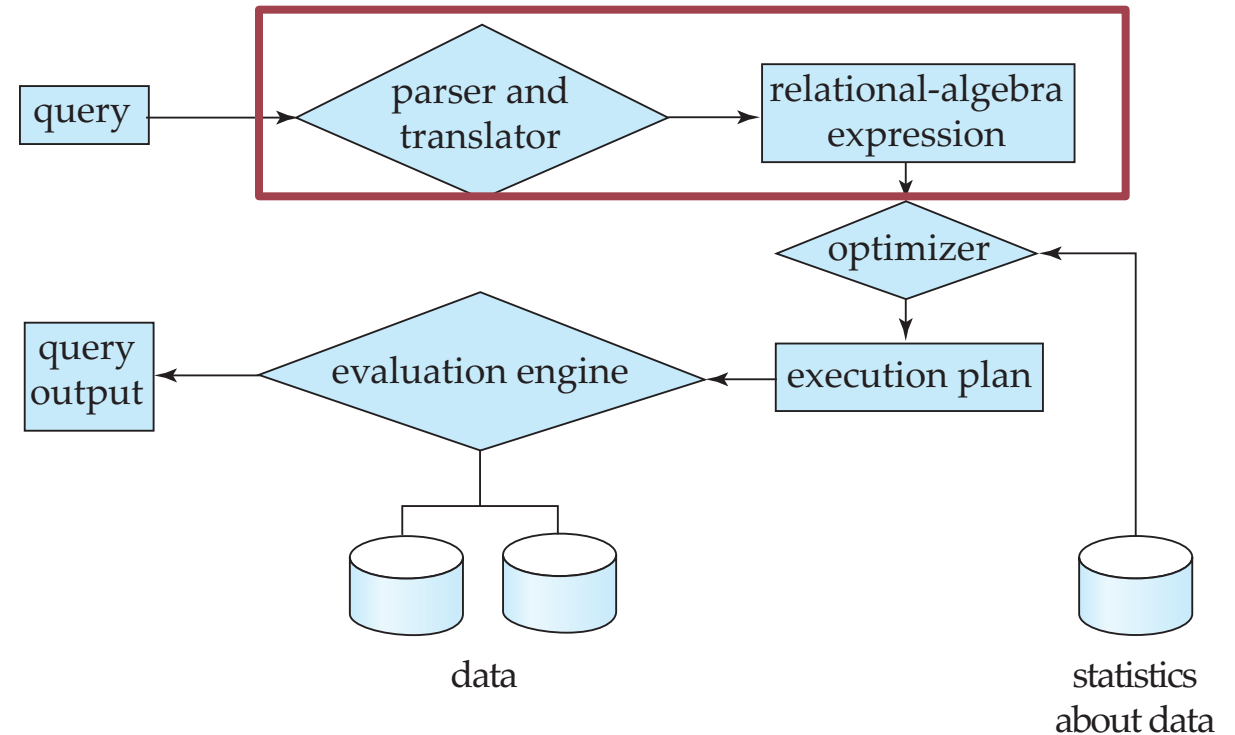 query
parser and
translator
relational-algebra
expression
optimizer
query
output
evaluation engine
execution plan
data
statistics
about data